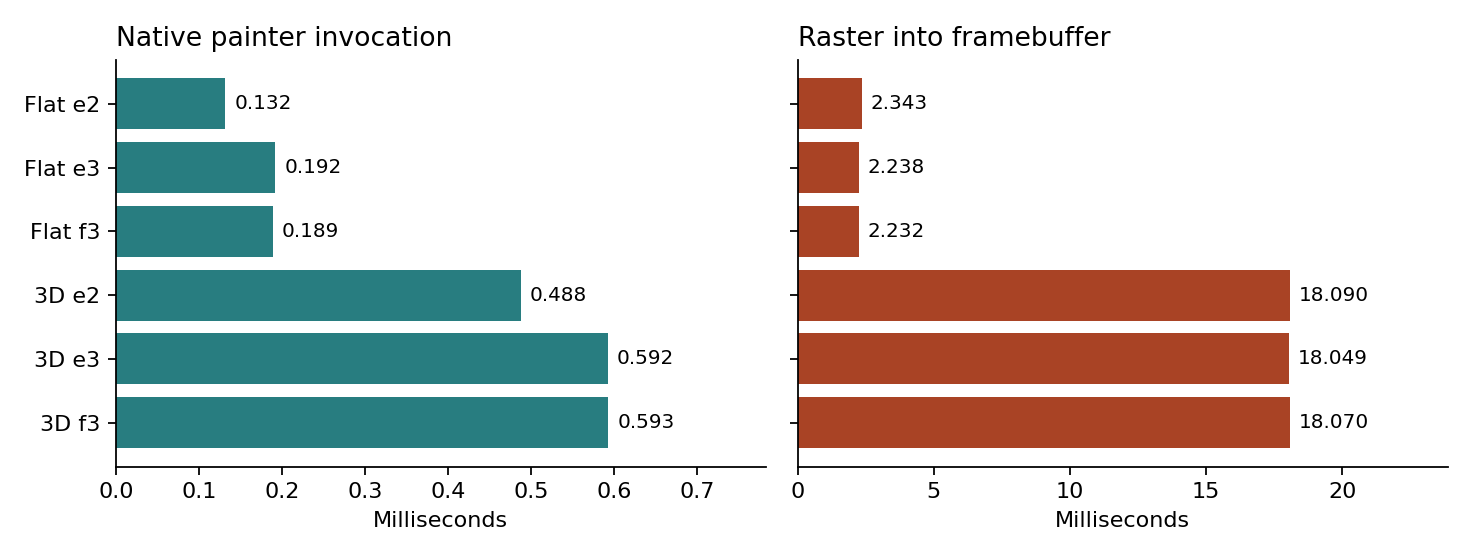 Native painter invocation
Flat e2 0.132
Flat e3 0.192
Flat f3 0.189
3D e2 0.488
3D e3 0.592
3D f3 0.593
0.0 0.1 0.2 0.3 0.4 0.5 0.6 0.7
Milliseconds
Raster into framebuffer
2.343
2.238
2.232
18.090
18.049
18.070
0 5 10 15 20
Milliseconds